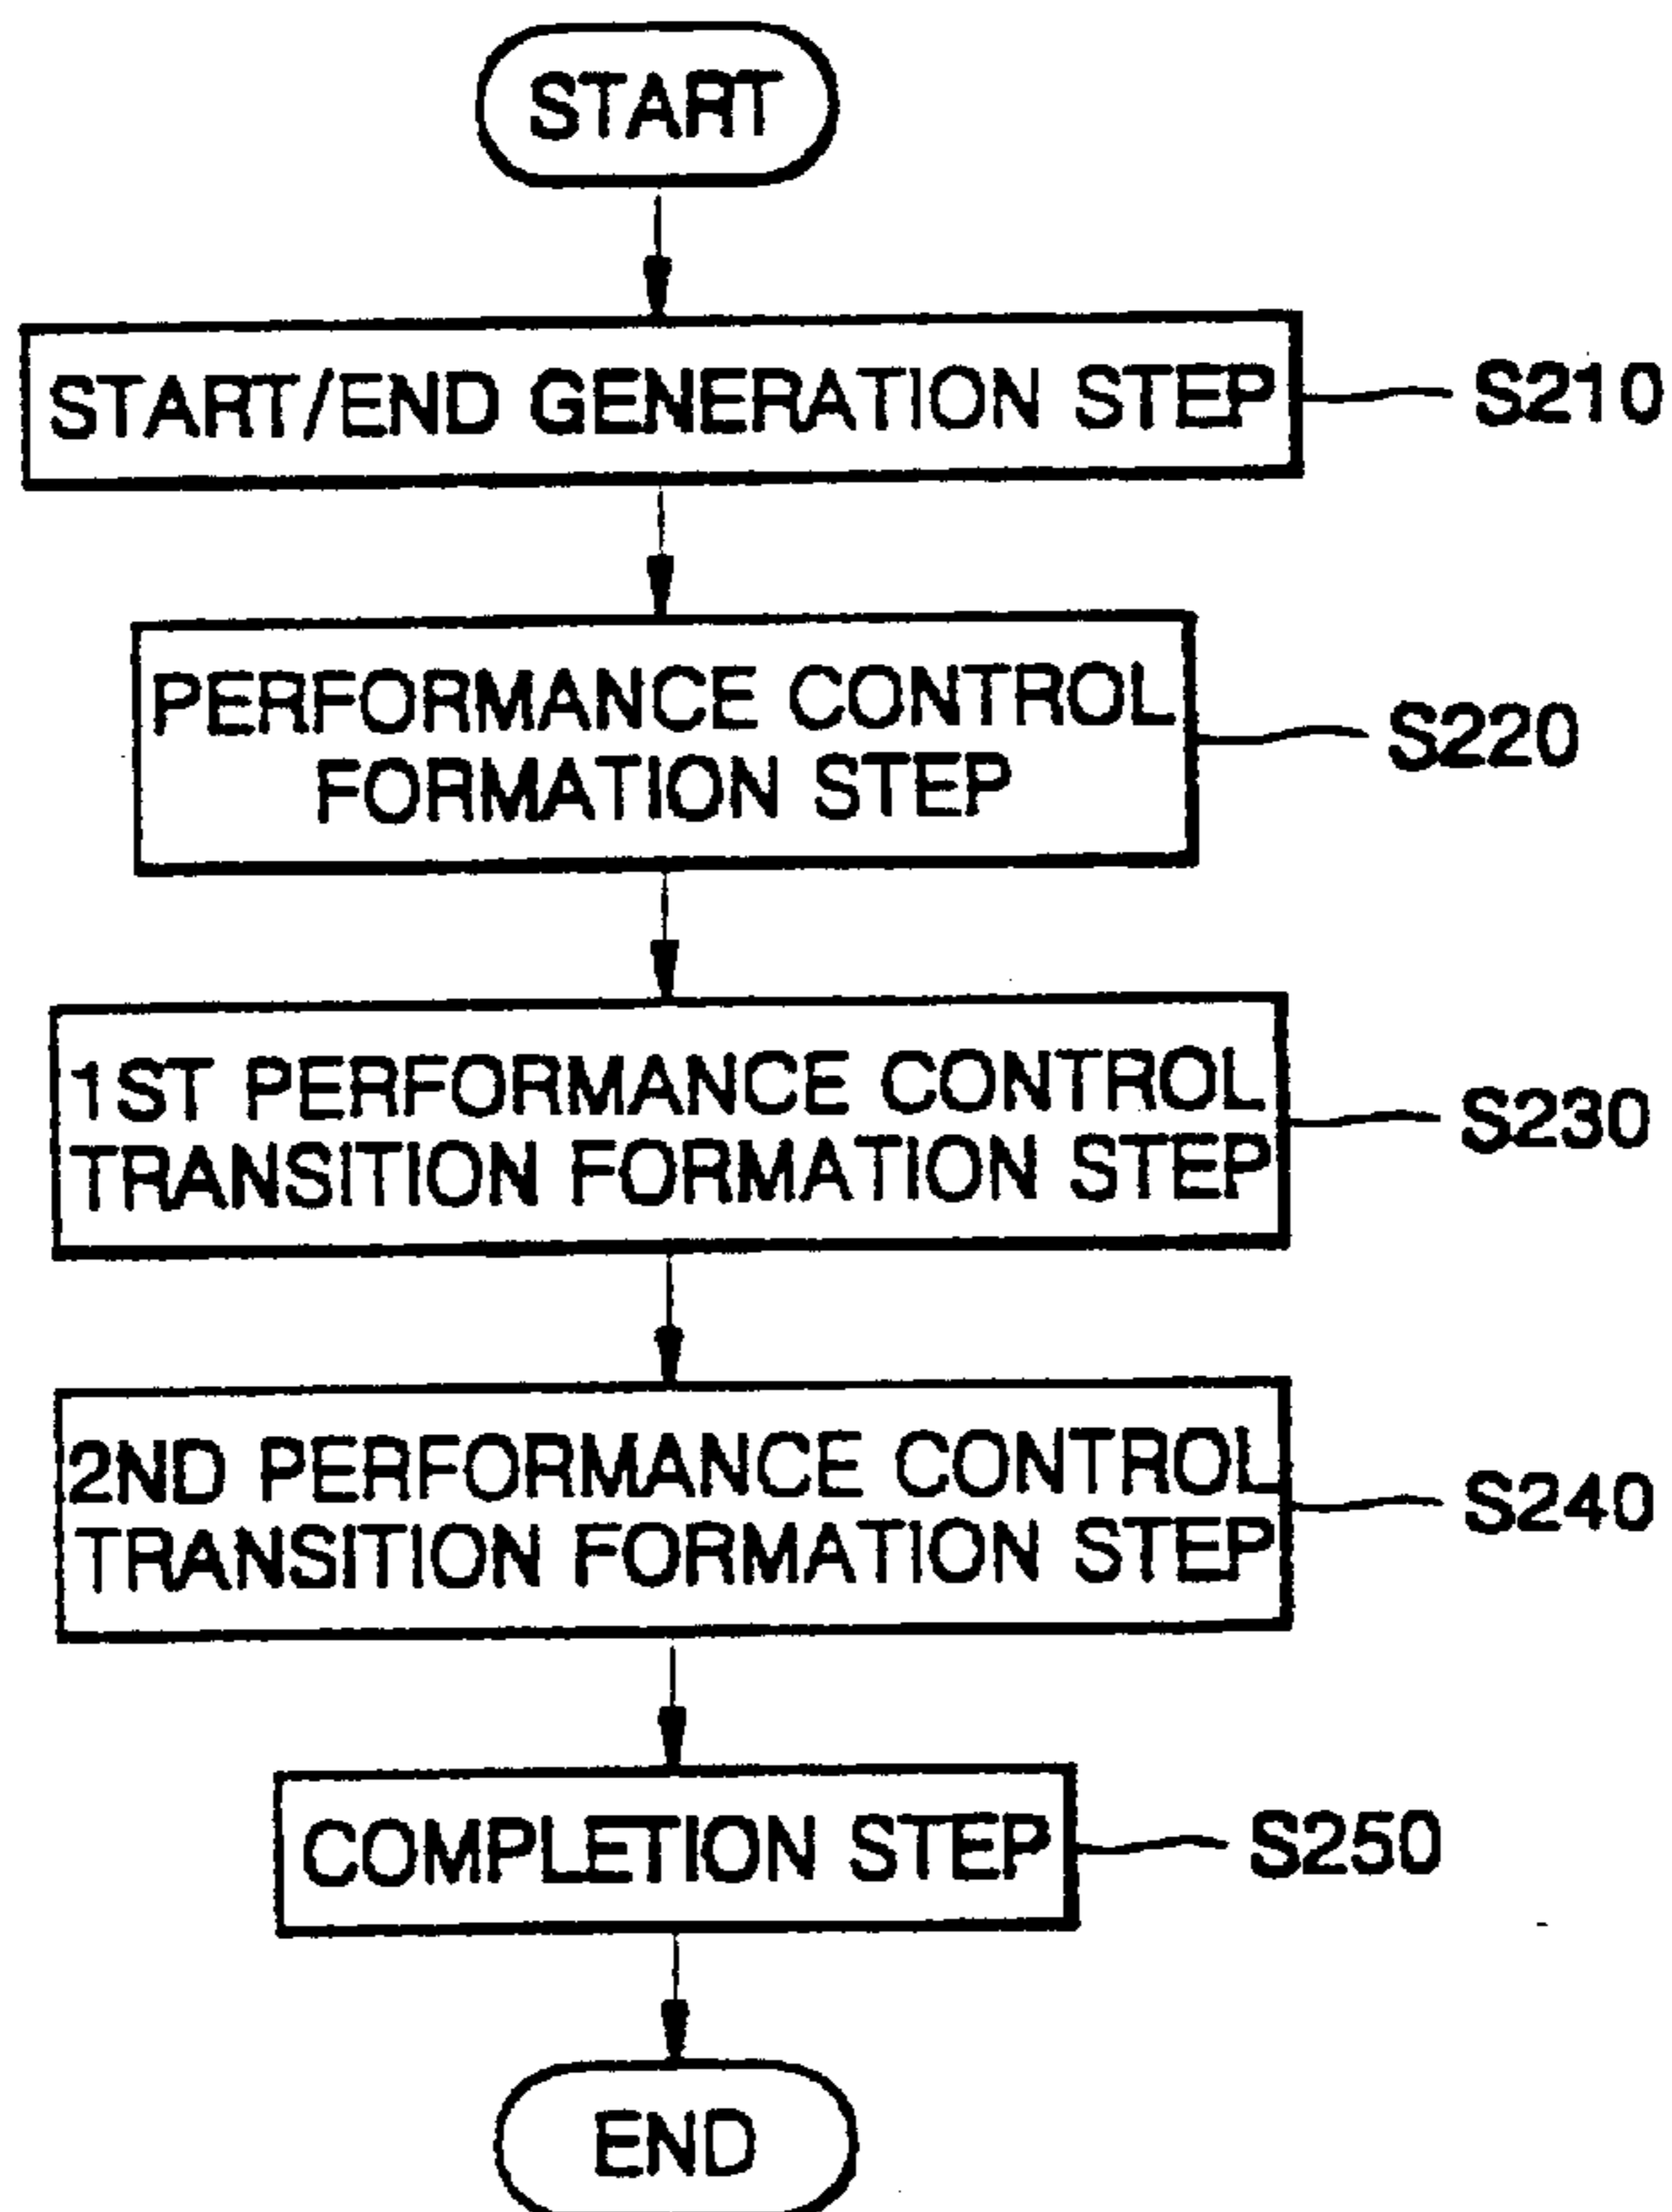 START
START/END GENERATION STEP
S210
PERFORMANCE CONTROL
FORMATION STEP
S220
1ST PERFORMANCE CONTROL
TRANSITION FORMATION STEP
S230
2ND PERFORMANCE CONTROL
TRANSITION FORMATION STEP
S240
COMPLETION STEP
S250
END